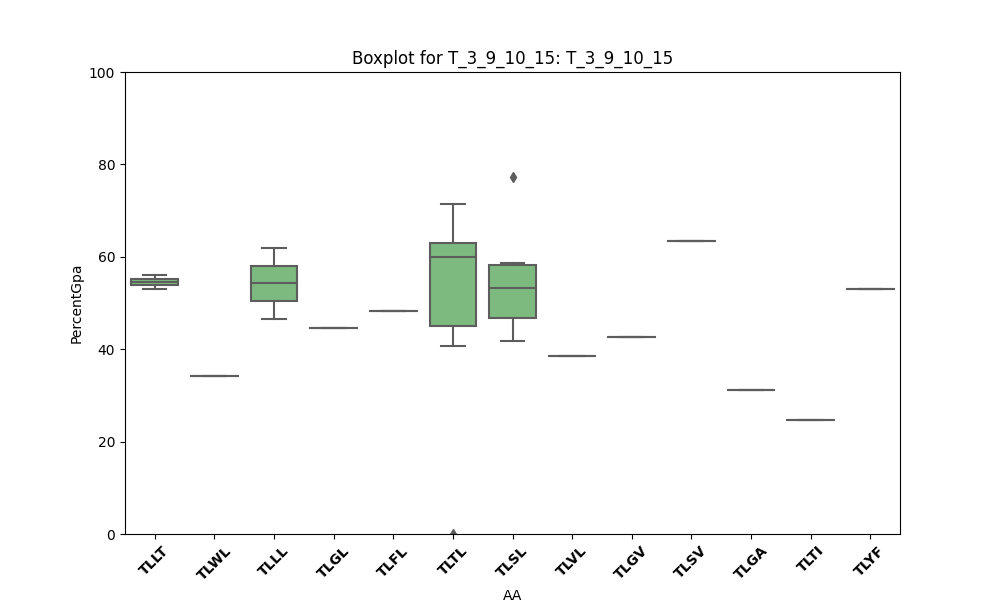 Boxplot for T_3_9_10_15: T_3_9_10_15
100
80
60
40
20
0
PercentGpa
TLLT TLWL TLLL TLGL TLFL TLTL TLSL TLVL TLGV TLSV TLGA TLTI TLYF
AA